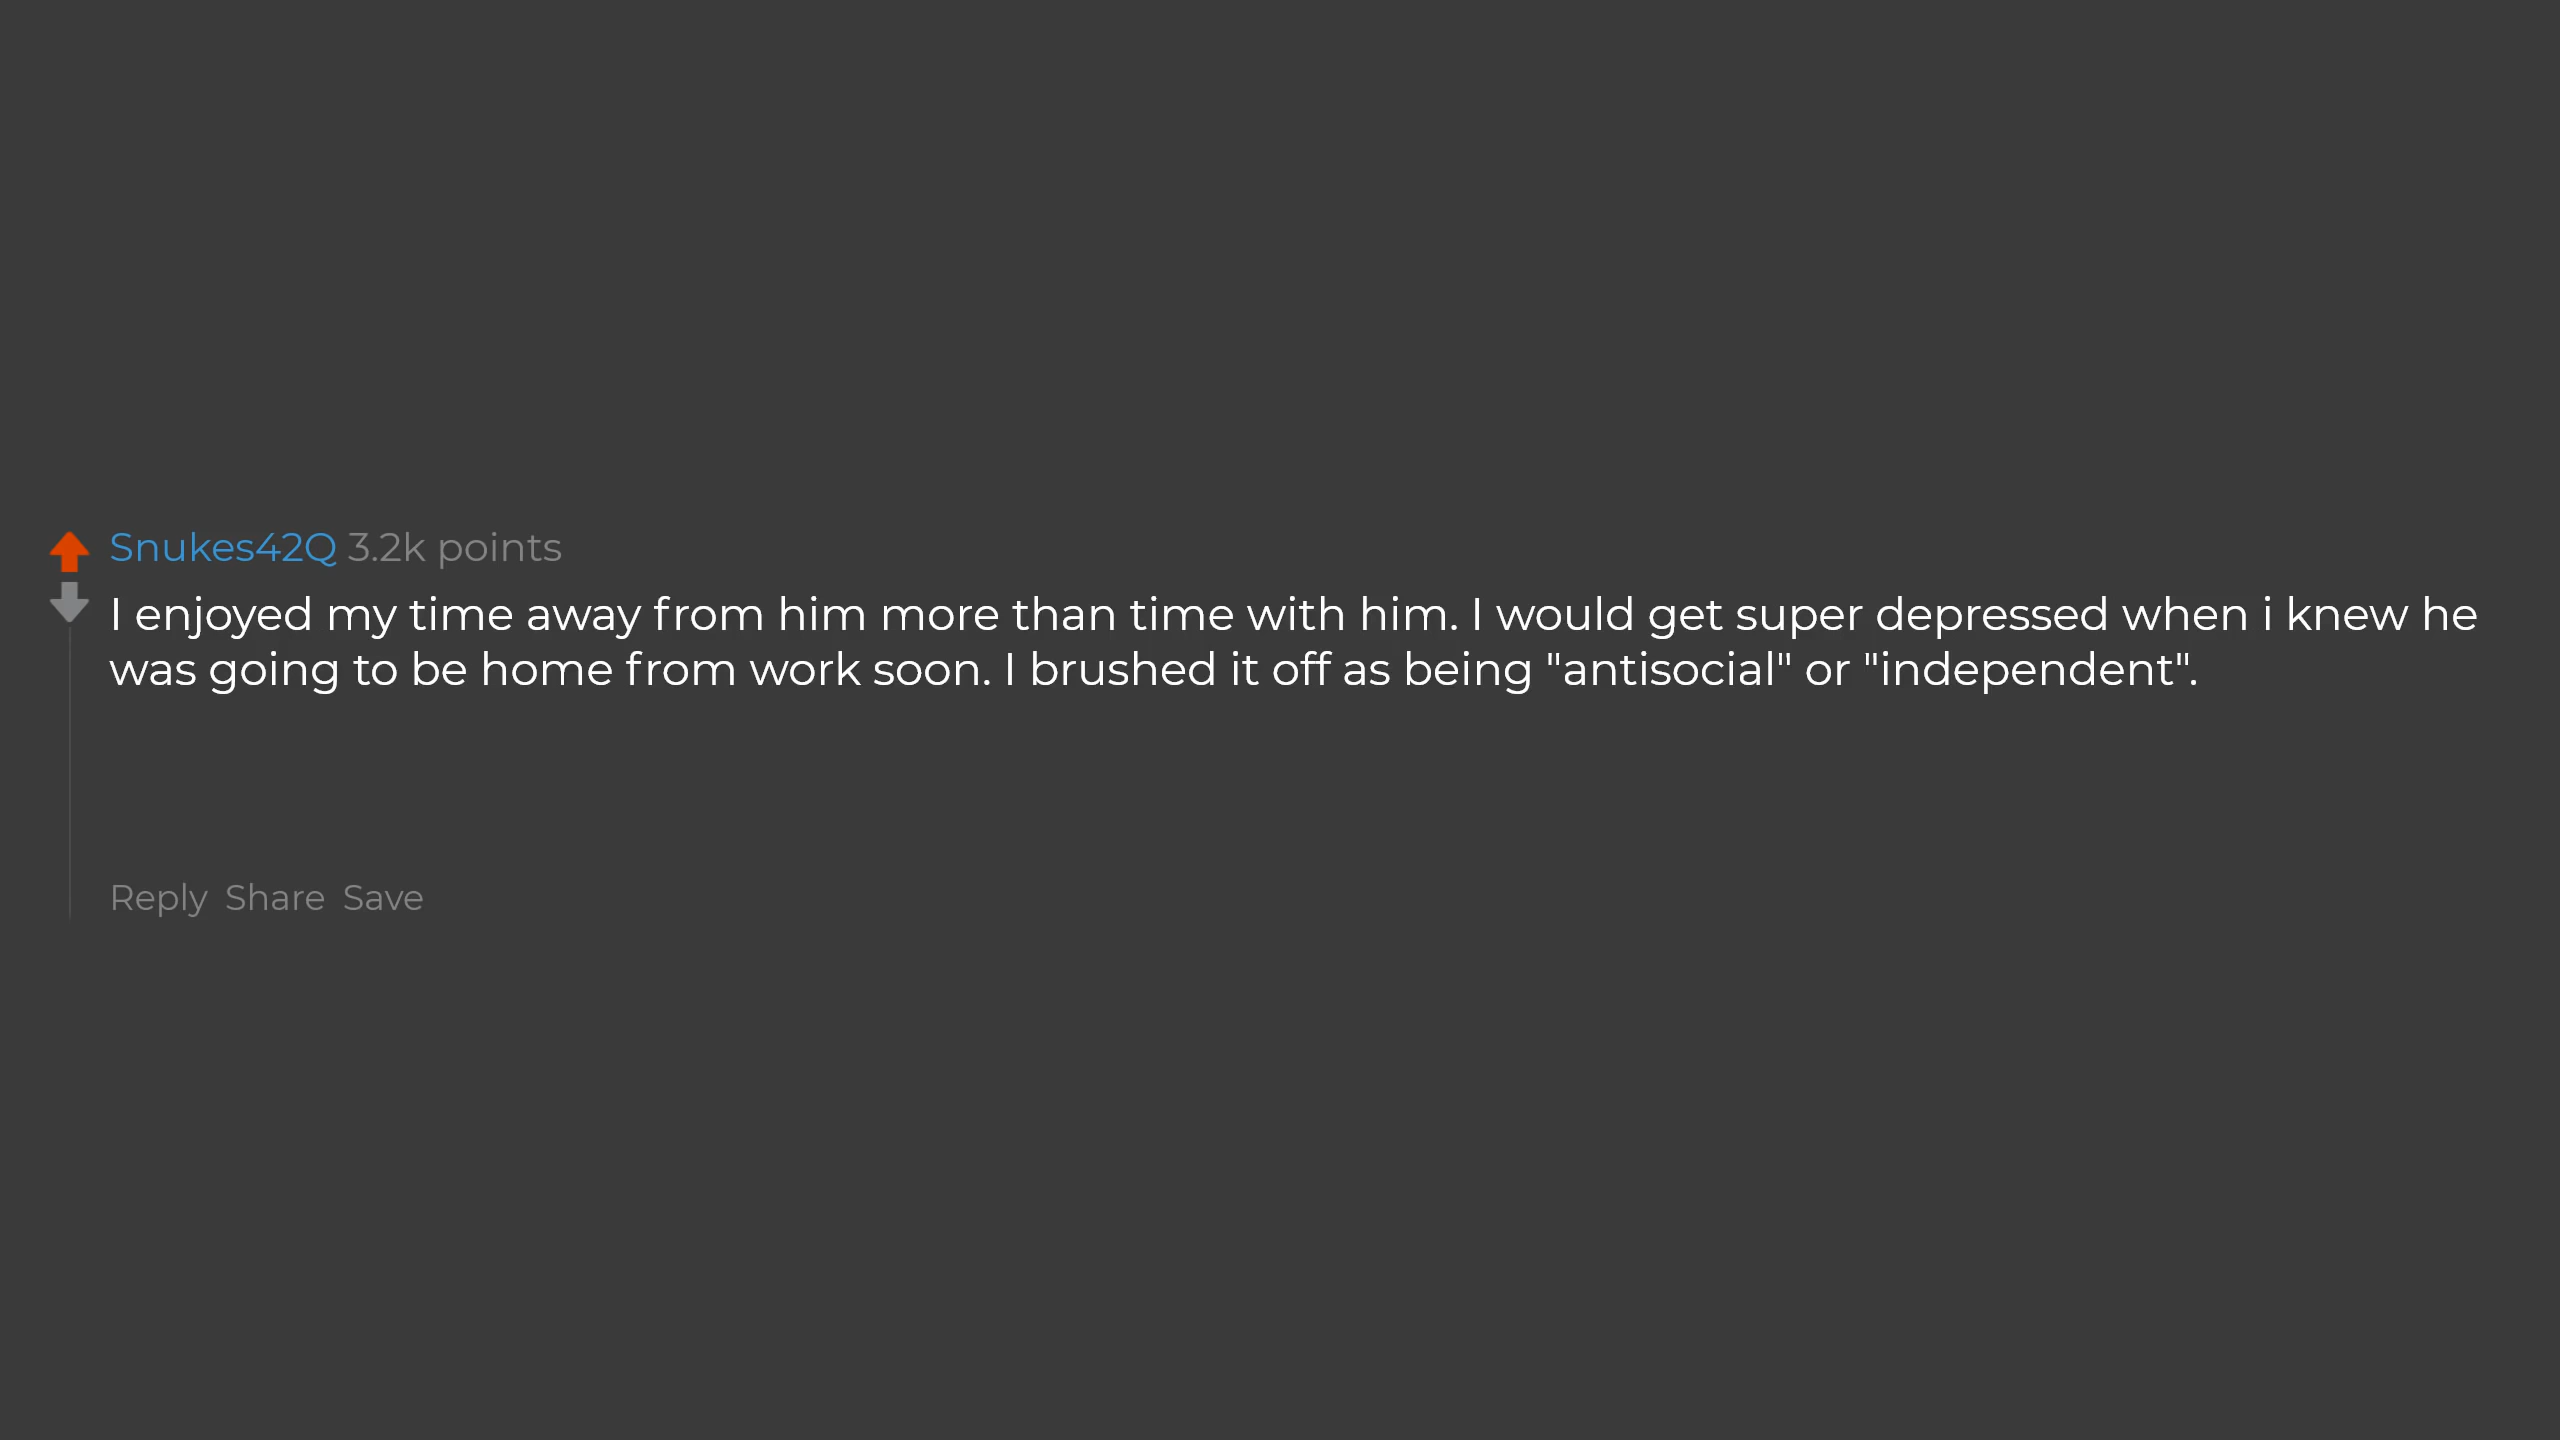 Snukes42Q 3.2k points
I enjoyed my time away from him more than time with him. I would get super depressed when i knew he
was going to be home from work soon. I brushed it off as being "antisocial" or "independent".
Reply Share Save